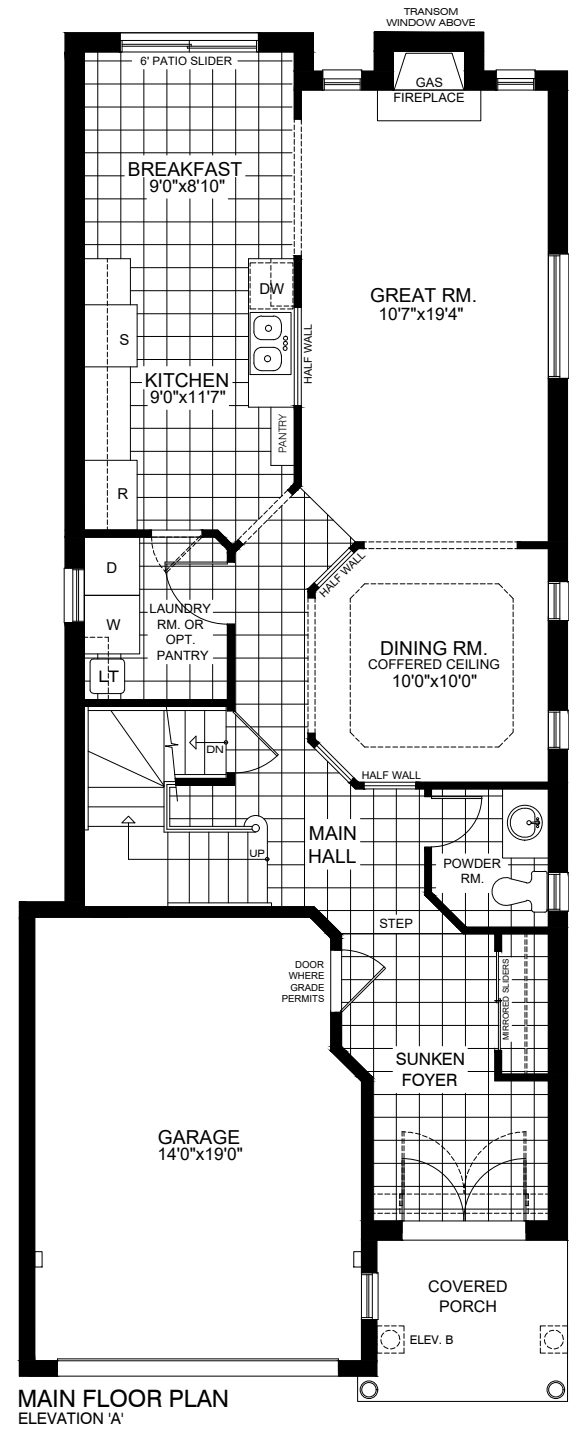 TRANSOM
WINDOW ABOVE
6' PATIO SLIDER
GAS
FIREPLACE
BREAKFAST
9'0"x8'10"
DW
GREAT RM.
10'7"x19'4"
S
HALF WALL
KITCHEN
9'0"x11'7"
PANTRY
R
D
HALF WALL
LAUNDRY
RM. OR
OPT.
PANTRY
W
LT
DINING RM.
COFFERED CEILING
10'0"x10'0"
DN
HALF WALL
MAIN
HALL
UP
POWDER
RM.
STEP
DOOR
WHERE
GRADE
PERMITS
MIRRORED SLIDERS
SUNKEN
FOYER
GARAGE
14'0"x19'0"
COVERED
PORCH
ELEV. B
MAIN FLOOR PLAN
ELEVATION 'A'